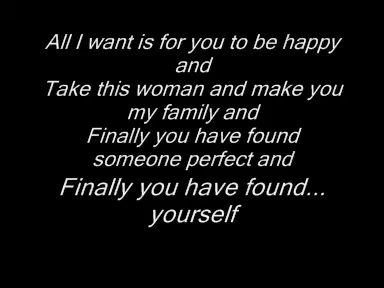 All I want is for you to be happy
and
Take this woman and make you
my family and
Finally you have found
someone perfect and
Finally you have found...
yourself